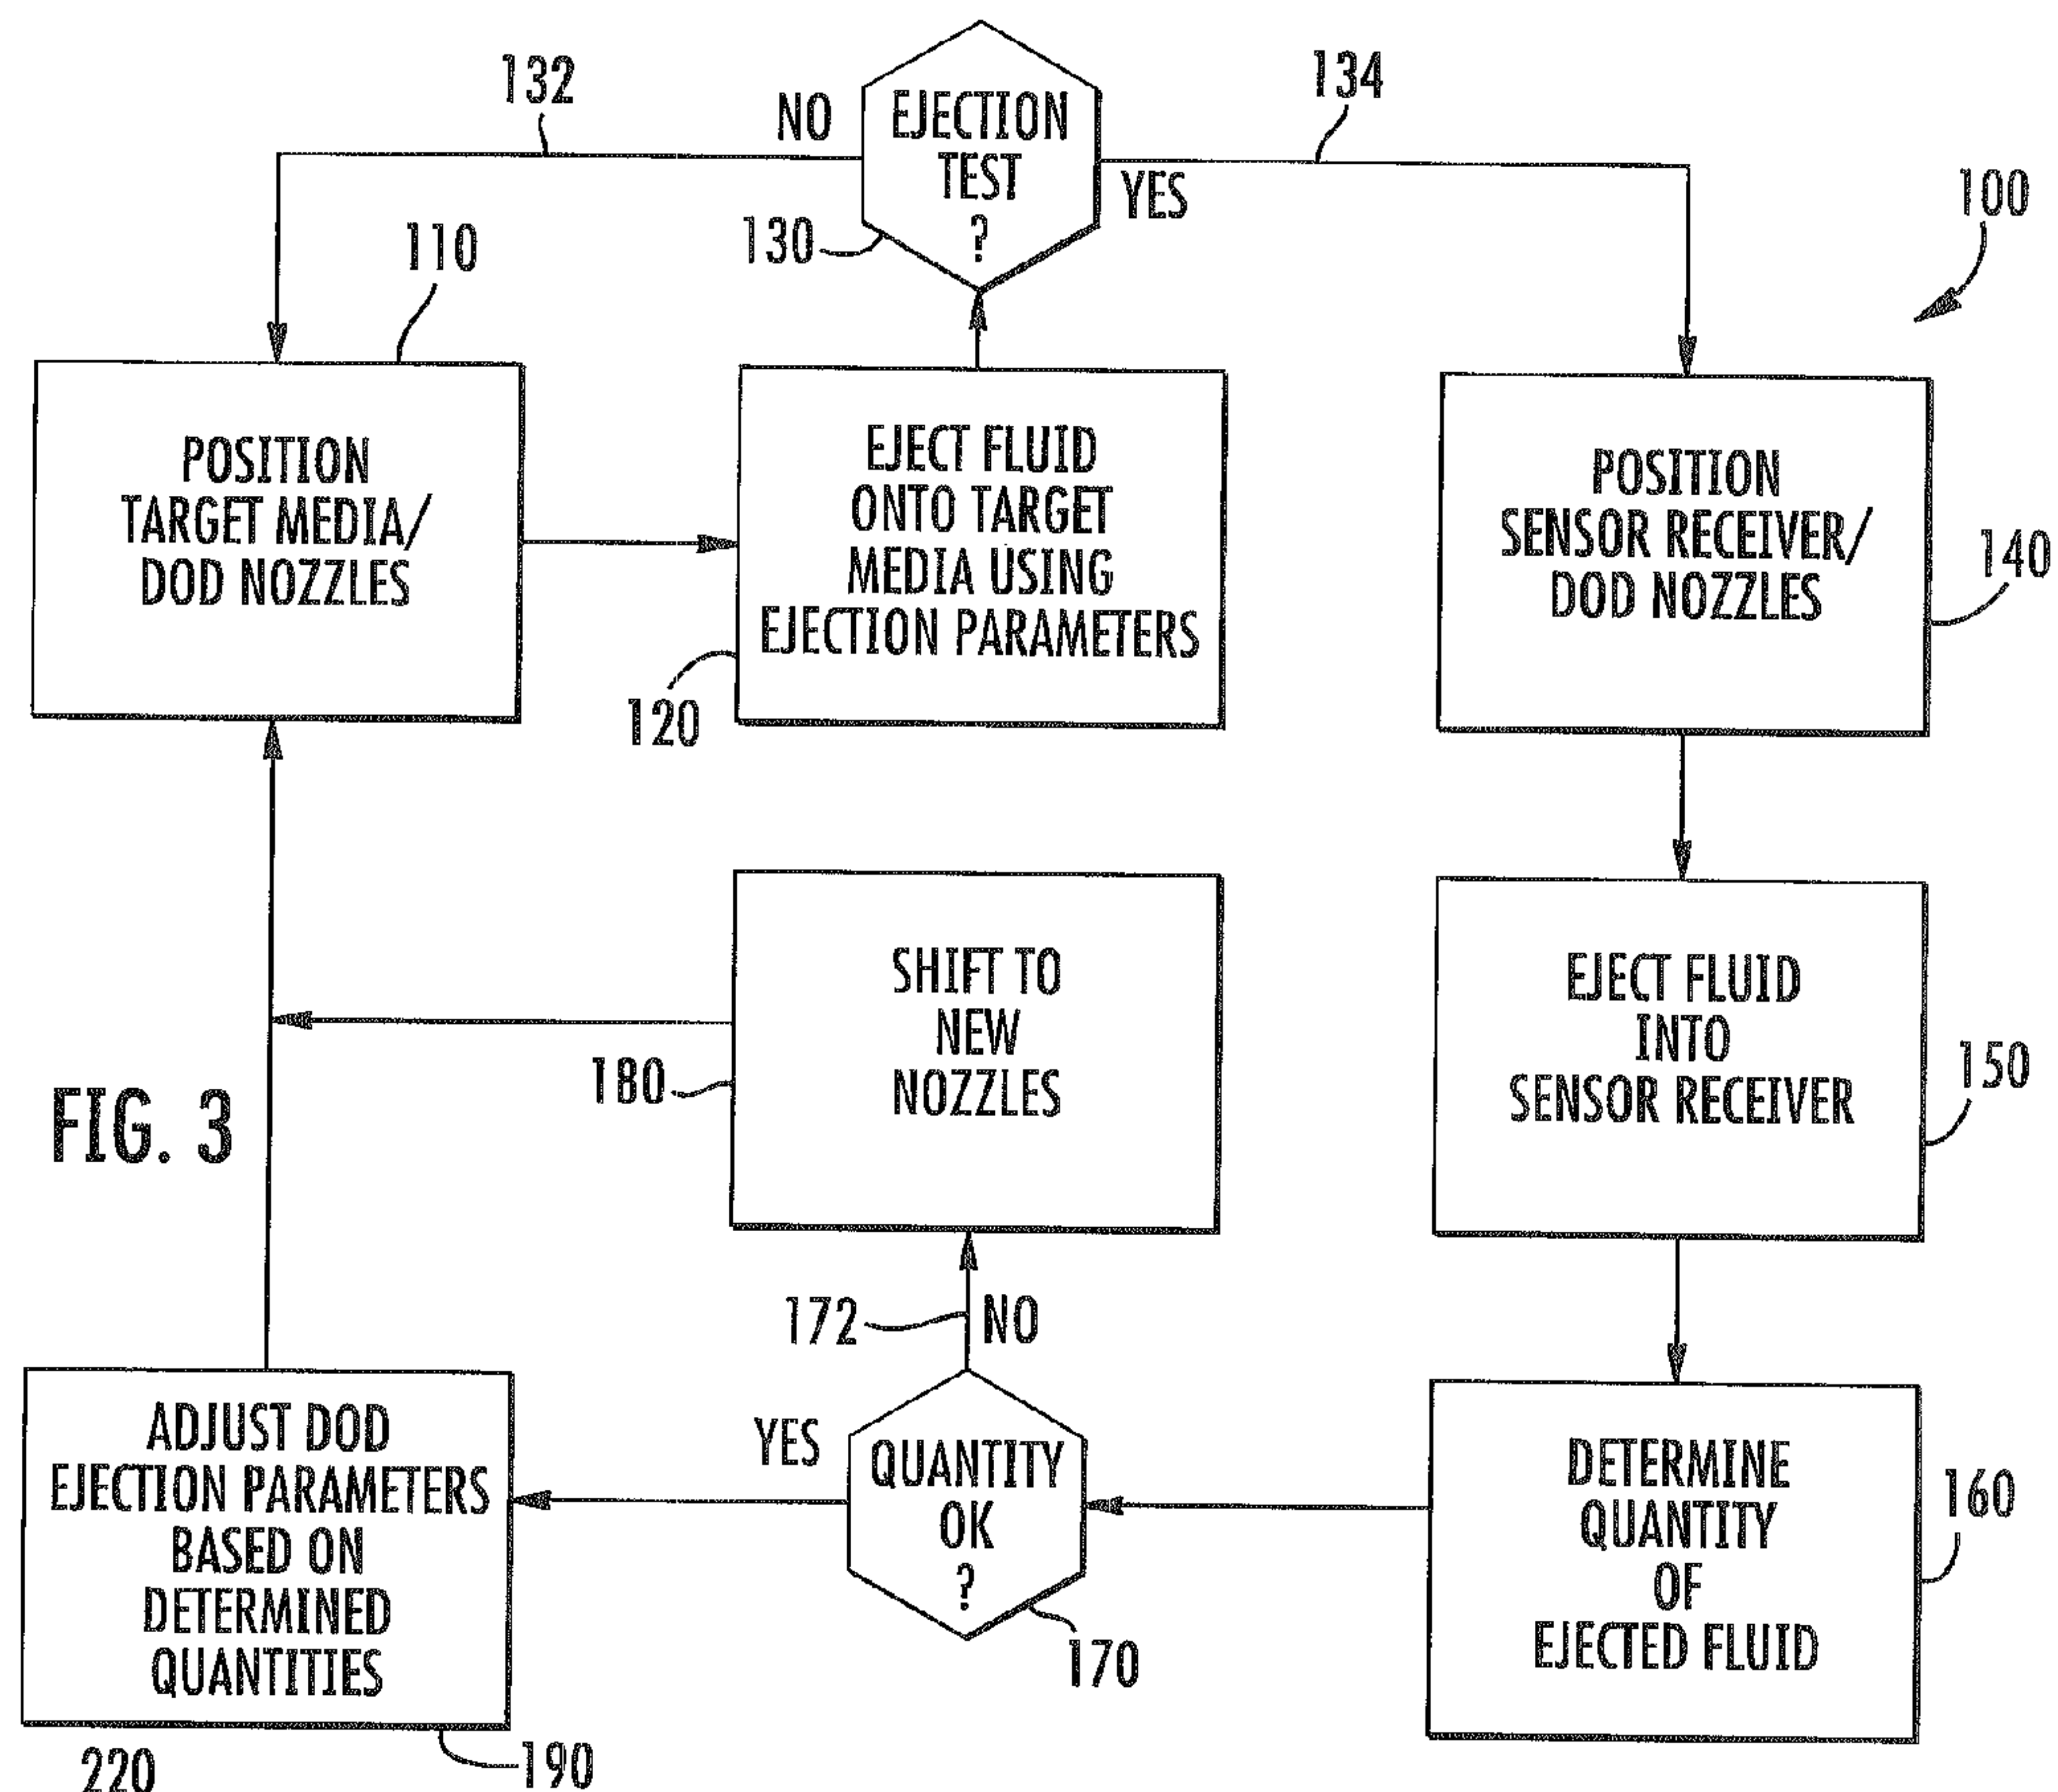 132
NO
EJECTION
TEST
?
YES
134
130
100
110
POSITION
TARGET MEDIA/
DOD NOZZLES
EJECT FLUID
ONTO TARGET
MEDIA USING
EJECTION PARAMETERS
120
POSITION
SENSOR RECEIVER/
DOD NOZZLES
140
SHIFT TO
NEW
NOZZLES
180
EJECT FLUID
INTO
SENSOR RECEIVER
150
FIG. 3
172
NO
ADJUST DOD
EJECTION PARAMETERS
BASED ON
DETERMINED
QUANTITIES
190
YES
QUANTITY
OK
?
170
DETERMINE
QUANTITY
OF
EJECTED FLUID
160
220